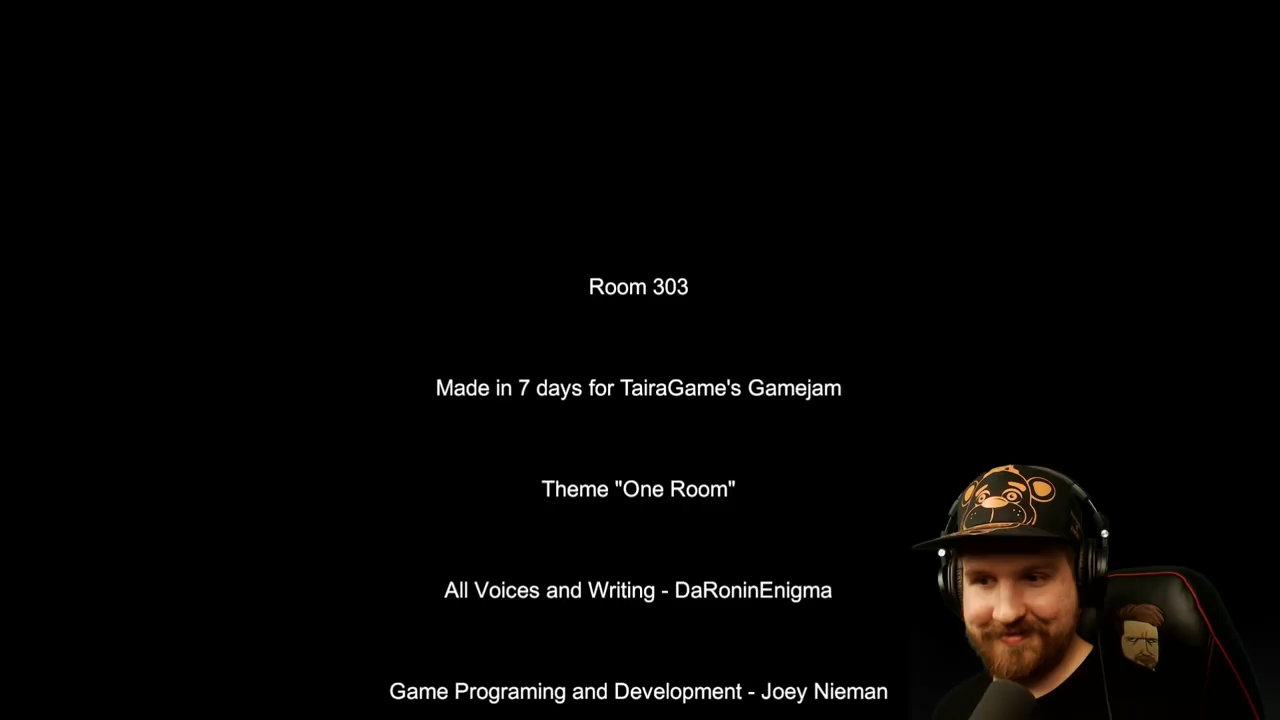 Room 303
Made in 7 days for TairaGame's Gamejam
Theme "One Room"
All Voices and Writing - DaRoninEnigma
Game Programing and Development - Joey Nieman